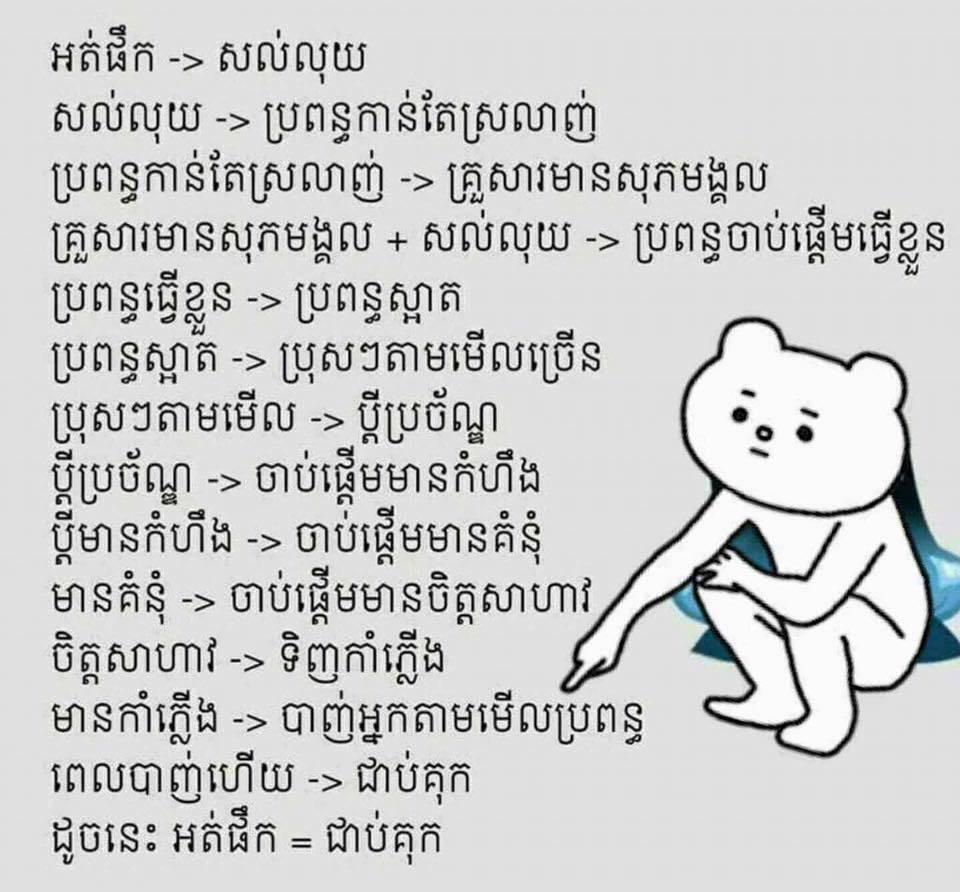 អត់ផឹក -> សល់លុយ
សល់លុយ -> ប្រពន្ធកាន់តែស្រលាញ់
ប្រពន្ធកាន់តែស្រលាញ់ -> គ្រួសារមានសុភមង្គល
គ្រួសារមានសុភមង្គល + សល់លុយ -> ប្រពន្ធចាប់ផ្តើមធ្វើខ្លួន
ប្រពន្ធធ្វើខ្លួន -> ប្រពន្ធស្អាត
ប្រពន្ធស្អាត -> ប្រុសៗតាមមើលច្រើន
ប្រុសៗតាមមើល -> ប្តីប្រច័ណ្ឌ
ប្តីប្រច័ណ្ឌ -> ចាប់ផ្តើមមានកំហឹង
ប្តីមានកំហឹង -> ចាប់ផ្តើមមានគំនុំ
មានគំនុំ -> ចាប់ផ្តើមមានចិត្តសាហាវ
ចិត្តសាហាវ -> ទិញកាំភ្លើង
មានកាំភ្លើង -> បាញ់អ្នកតាមមើលប្រពន្ធ
ពេលបាញ់ហើយ -> ជាប់គុក
ដូចនេះ អត់ផឹក = ជាប់គុក